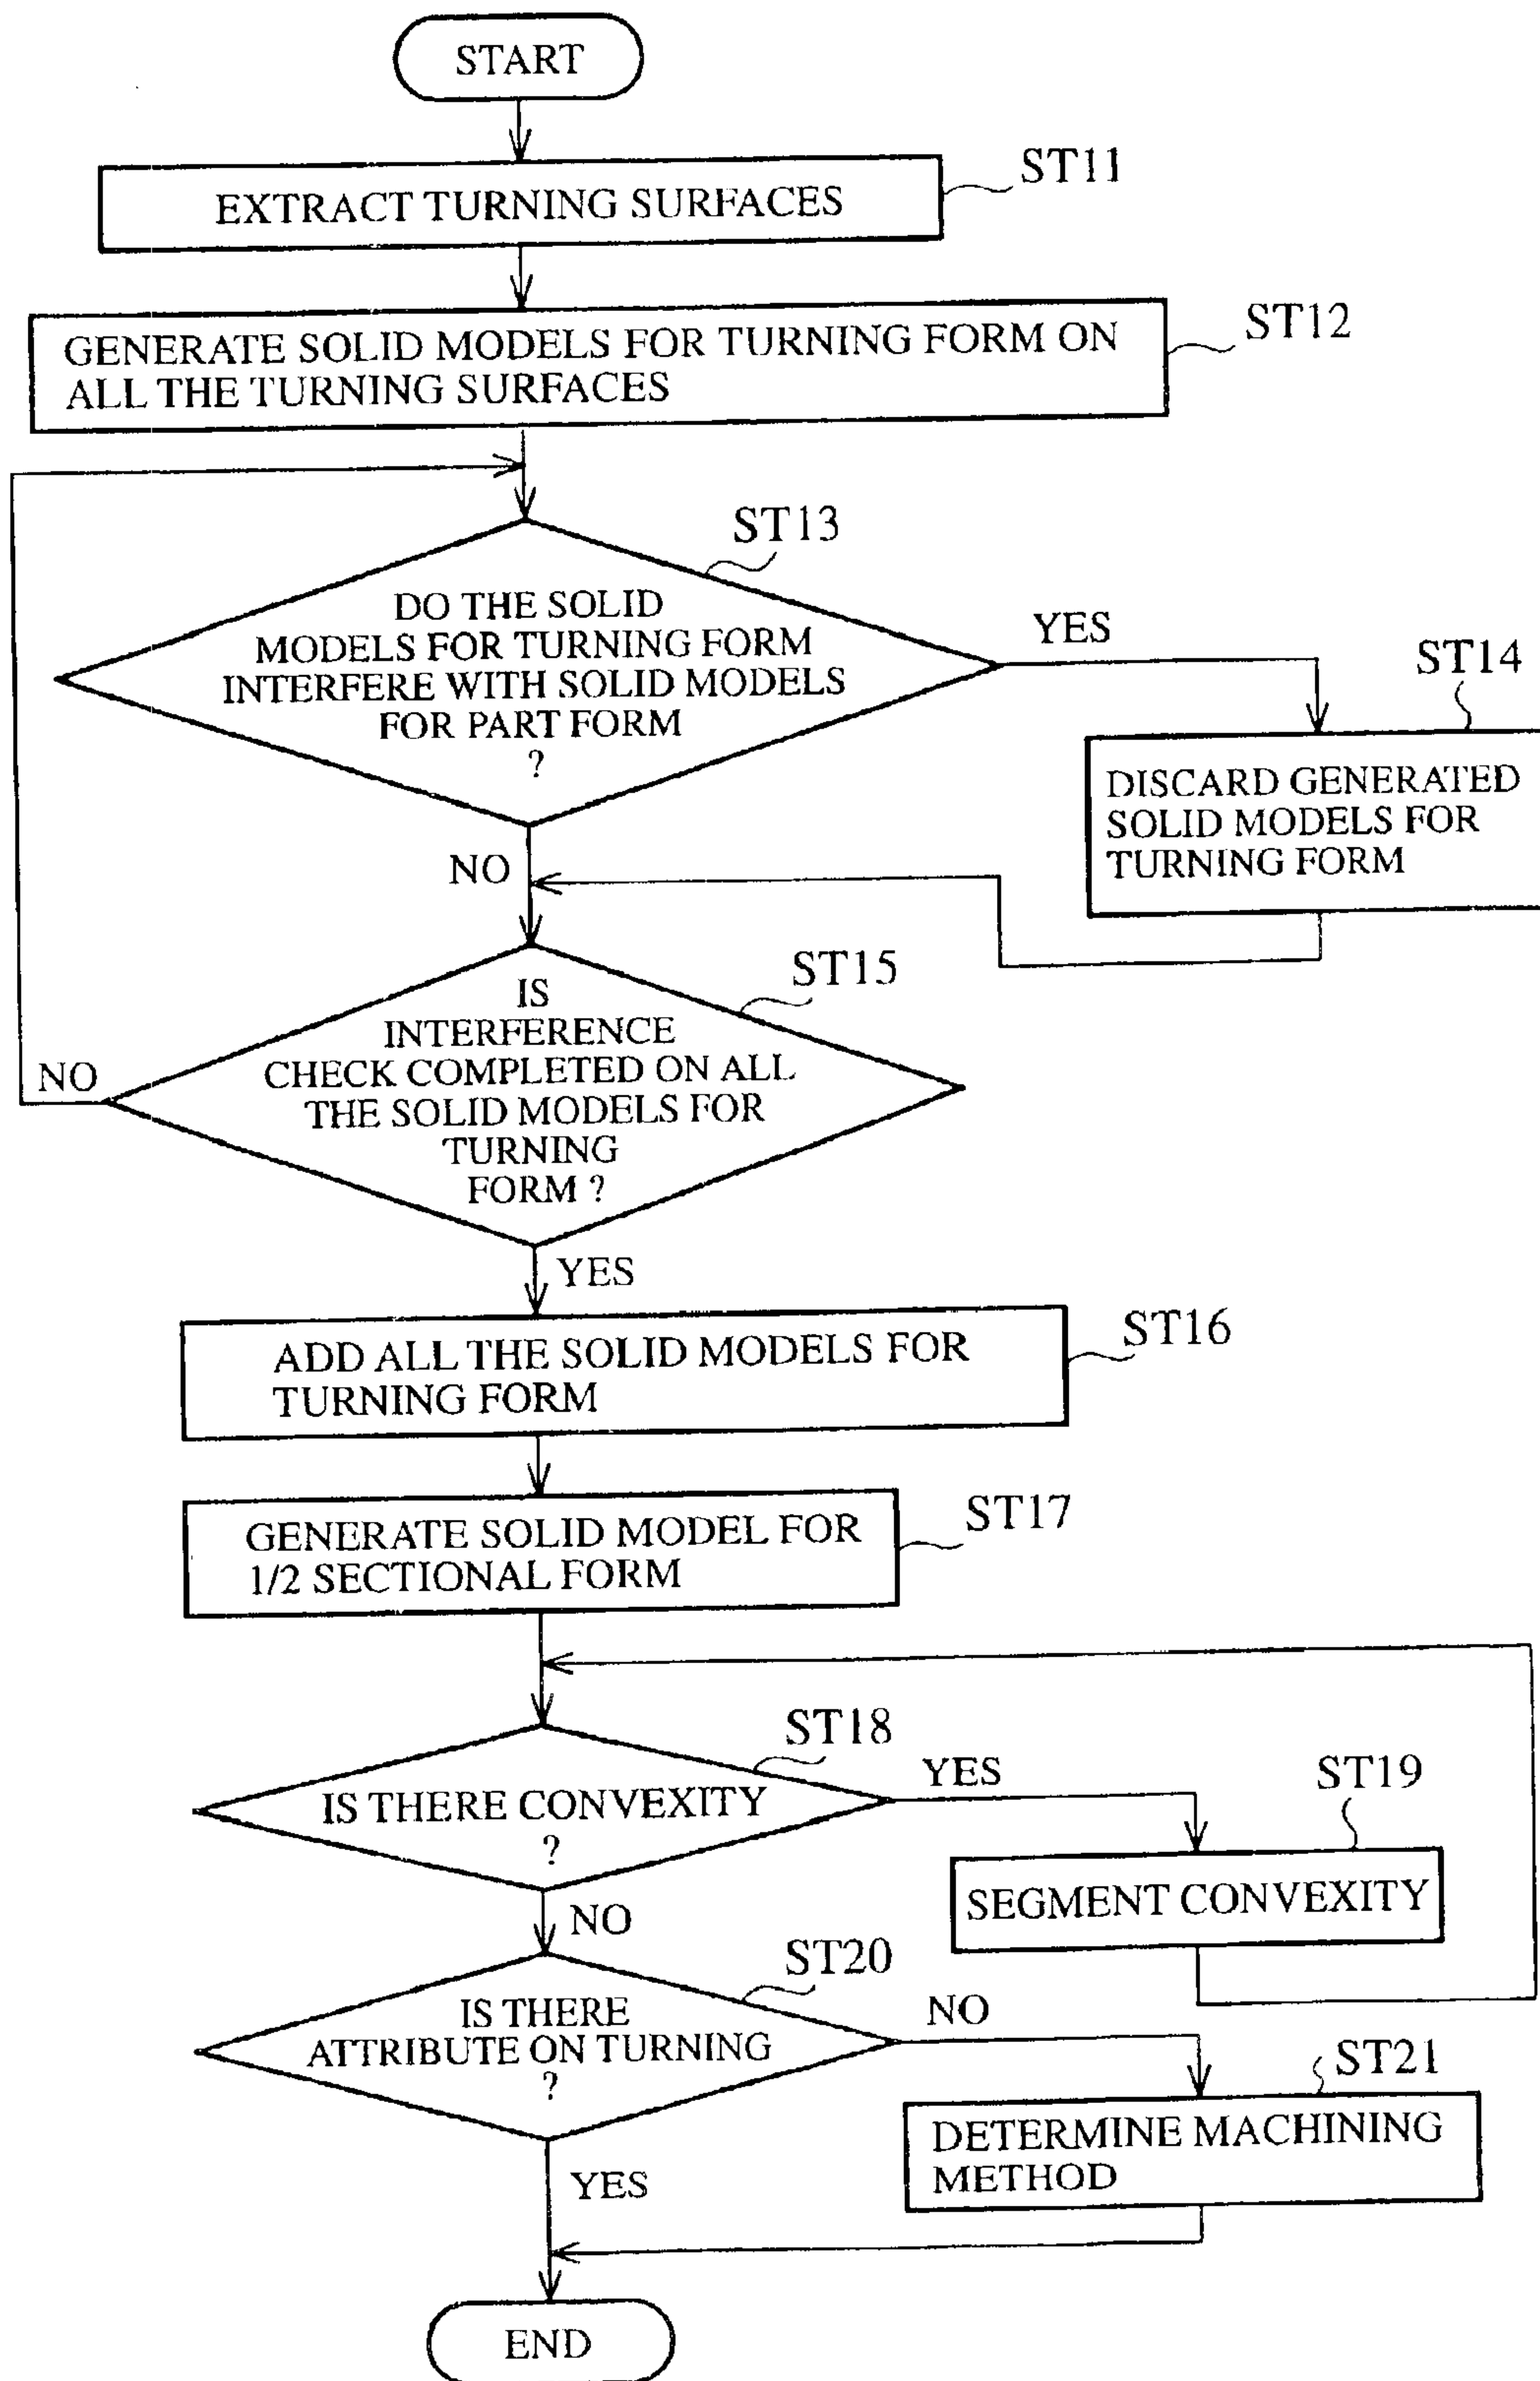 START
ST11
EXTRACT TURNING SURFACES
ST12
GENERATE SOLID MODELS FOR TURNING FORM ON
ALL THE TURNING SURFACES
ST13
DO THE SOLID
MODELS FOR TURNING FORM
INTERFERE WITH SOLID MODELS
FOR PART FORM
?
YES
ST14
DISCARD GENERATED
SOLID MODELS FOR
TURNING FORM
NO
ST15
IS
INTERFERENCE
CHECK COMPLETED ON ALL
THE SOLID MODELS FOR
TURNING
FORM ?
NO
YES
ST16
ADD ALL THE SOLID MODELS FOR
TURNING FORM
ST17
GENERATE SOLID MODEL FOR
1/2 SECTIONAL FORM
ST18
IS THERE CONVEXITY
?
YES
ST19
SEGMENT CONVEXITY
NO
ST20
IS THERE
ATTRIBUTE ON TURNING
?
NO
ST21
DETERMINE MACHINING
METHOD
YES
END